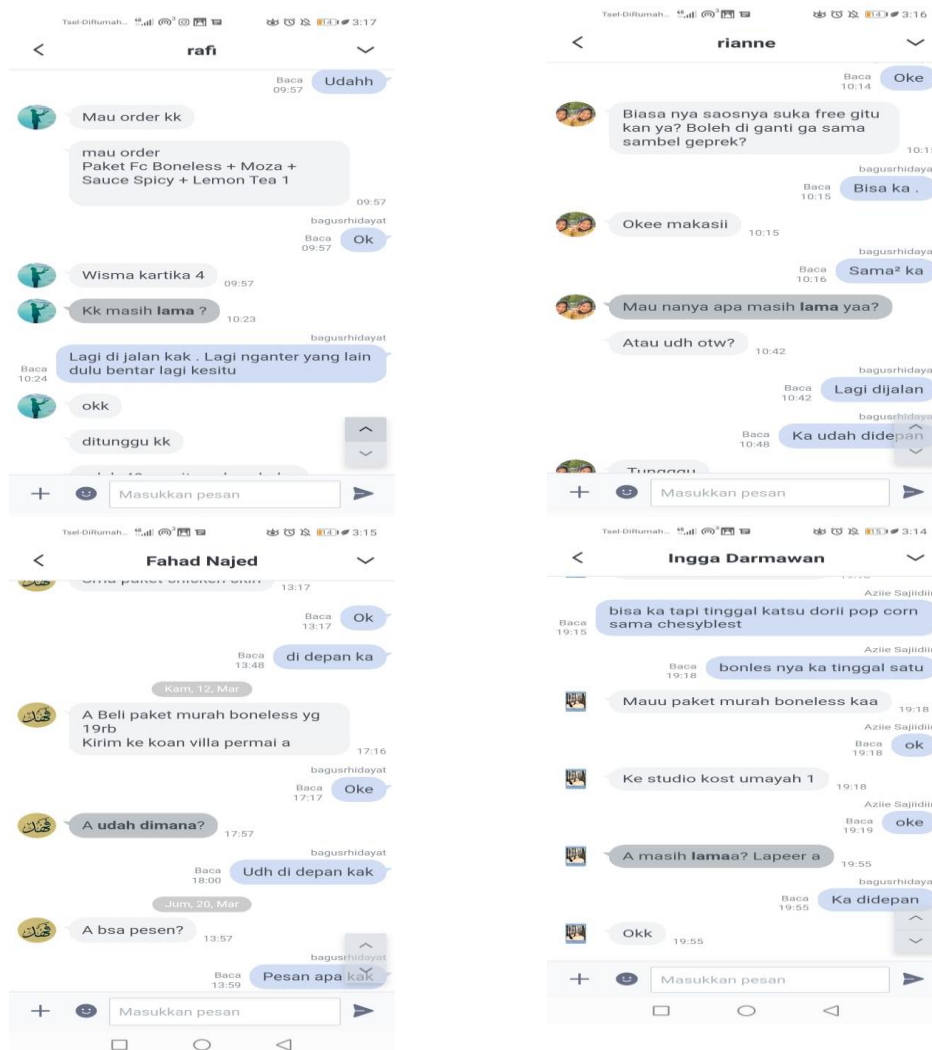 Tsel-DiRumah... 3:17
rafi
Udahh
Baca
09:57
Mau order kk
mau order
Paket Fc Boneless + Moza +
Sauce Spicy + Lemon Tea 1
09:57
bagusrhidayat
Ok
Baca
09:57
Wisma kartika 4
09:57
Kk masih lama ?
10:23
bagusrhidayat
Lagi di jalan kak . Lagi nganter yang lain
dulu bentar lagi kesitu
Baca
10:24
okk
ditunggu kk
Masukkan pesan
Tsel-DiRumah... 3:16
rianne
Oke
Baca
10:14
Biasa nya saosnya suka free gitu
kan ya? Boleh di ganti ga sama
sambel geprek?
bagusrhidaya
Bisa ka .
Baca
10:15
Okee makasii
10:15
bagusrhidaya
Sama² ka
Baca
10:16
Mau nanya apa masih lama yaa?
Atau udh otw?
10:42
bagusrhidaya
Lagi dijalan
Baca
10:42
bagusrhidaya
Ka udah didepan
Baca
10:48
Tunggu
Masukkan pesan
Tsel-DiRumah... 3:15
Fahad Najed
13:17
Ok
Baca
13:17
di depan ka
Baca
13:48
Kam, 12, Mar
A Beli paket murah boneless yg
19rb
Kirim ke koan villa permai a
17:16
bagusrhidayat
Oke
Baca
17:17
A udah dimana?
17:57
bagusrhidayat
Udh di depan kak
Baca
18:00
Jum, 20, Mar
A bsa pesen?
13:57
bagusrhidayat
Pesan apa kak
Baca
13:59
Masukkan pesan
Tsel-DiRumah... 3:14
Ingga Darmawan
Aziie Sajiidiin
bisa ka tapi tinggal katsu dorii pop corn
sama chesyblest
Baca
19:15
Aziie Sajiidiin
bonles nya ka tinggal satu
Baca
19:18
Mauu paket murah boneless kaa
19:18
Aziie Sajiidiin
ok
Baca
19:18
Ke studio kost umayah 1
19:18
Aziie Sajiidiin
oke
Baca
19:19
A masih lamaa? Lapeer a
19:55
bagusrhidaya
Ka didepan
Baca
19:55
Okk
19:55
Masukkan pesan